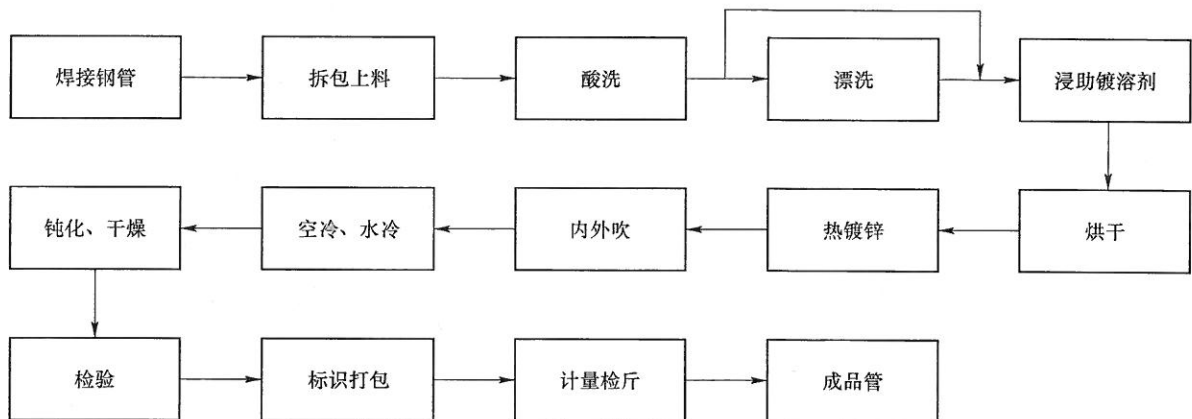 焊接钢管
拆包上料
酸洗
漂洗
浸助镀溶剂
钝化、干燥
空冷、水冷
内外吹
热镀锌
烘干
检验
标识打包
计量检斤
成品管